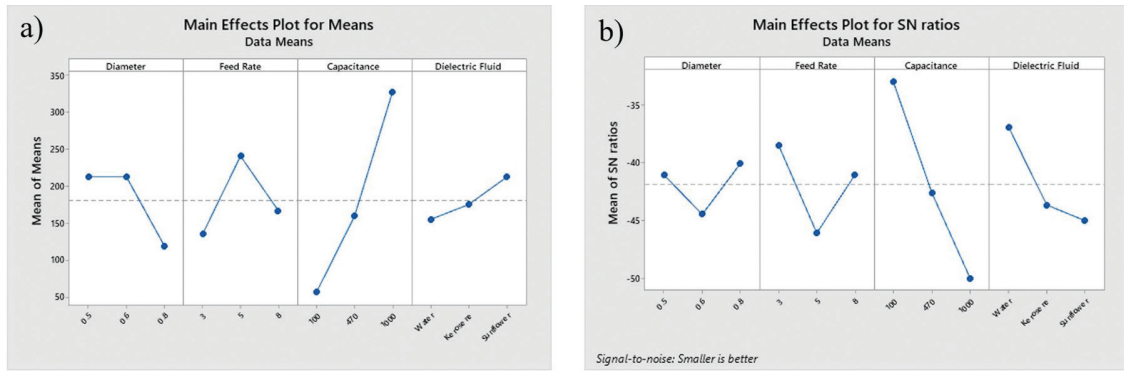 a)
Main Effects Plot for Means
Data Means
Diameter Feed Rate Capacitance Dielectric Fluid
Mean of Means
350
300
250
200
150
100
50
0.5 0.6 0.8 3 5 8 100 470 1000 Water Kerosene Sunflower
b)
Main Effects Plot for SN ratios
Data Means
Diameter Feed Rate Capacitance Dielectric Fluid
Mean of SN ratios
-35
-40
-45
-50
0.5 0.6 0.8 3 5 8 100 470 1000 Water Kerosene Sunflower
Signal-to-noise: Smaller is better